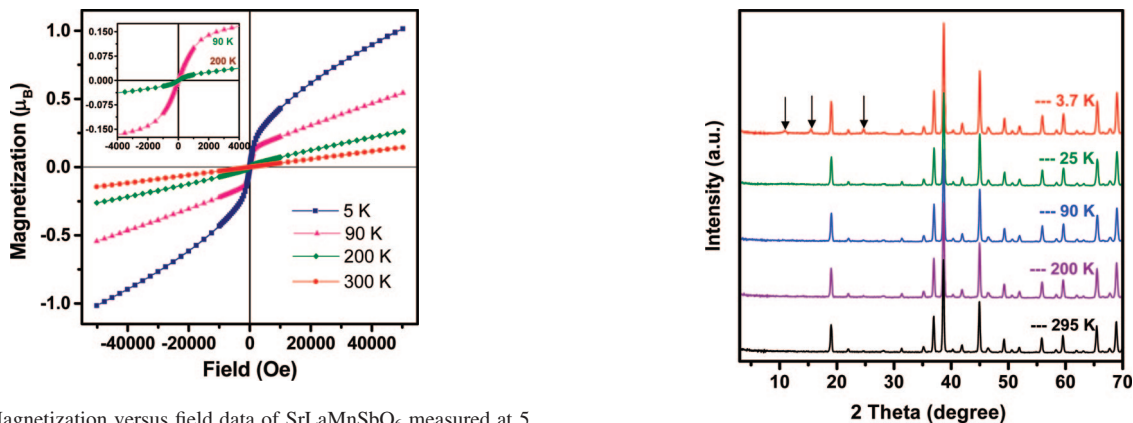 Magnetization (μB)
1.0
0.5
0.0
-0.5
-1.0
-40000 -20000 0 20000 40000
Field (Oe)
5 K
90 K
200 K
300 K
-4000 -2000 0 2000 4000
0.150
0.075
0.000
-0.075
-0.150
90 K
200 K
Magnetization versus field data of SrLaMnSbO6 measured at 5
Intensity (a.u.)
--- 3.7 K
--- 25 K
--- 90 K
--- 200 K
--- 295 K
10 20 30 40 50 60 70
2 Theta (degree)